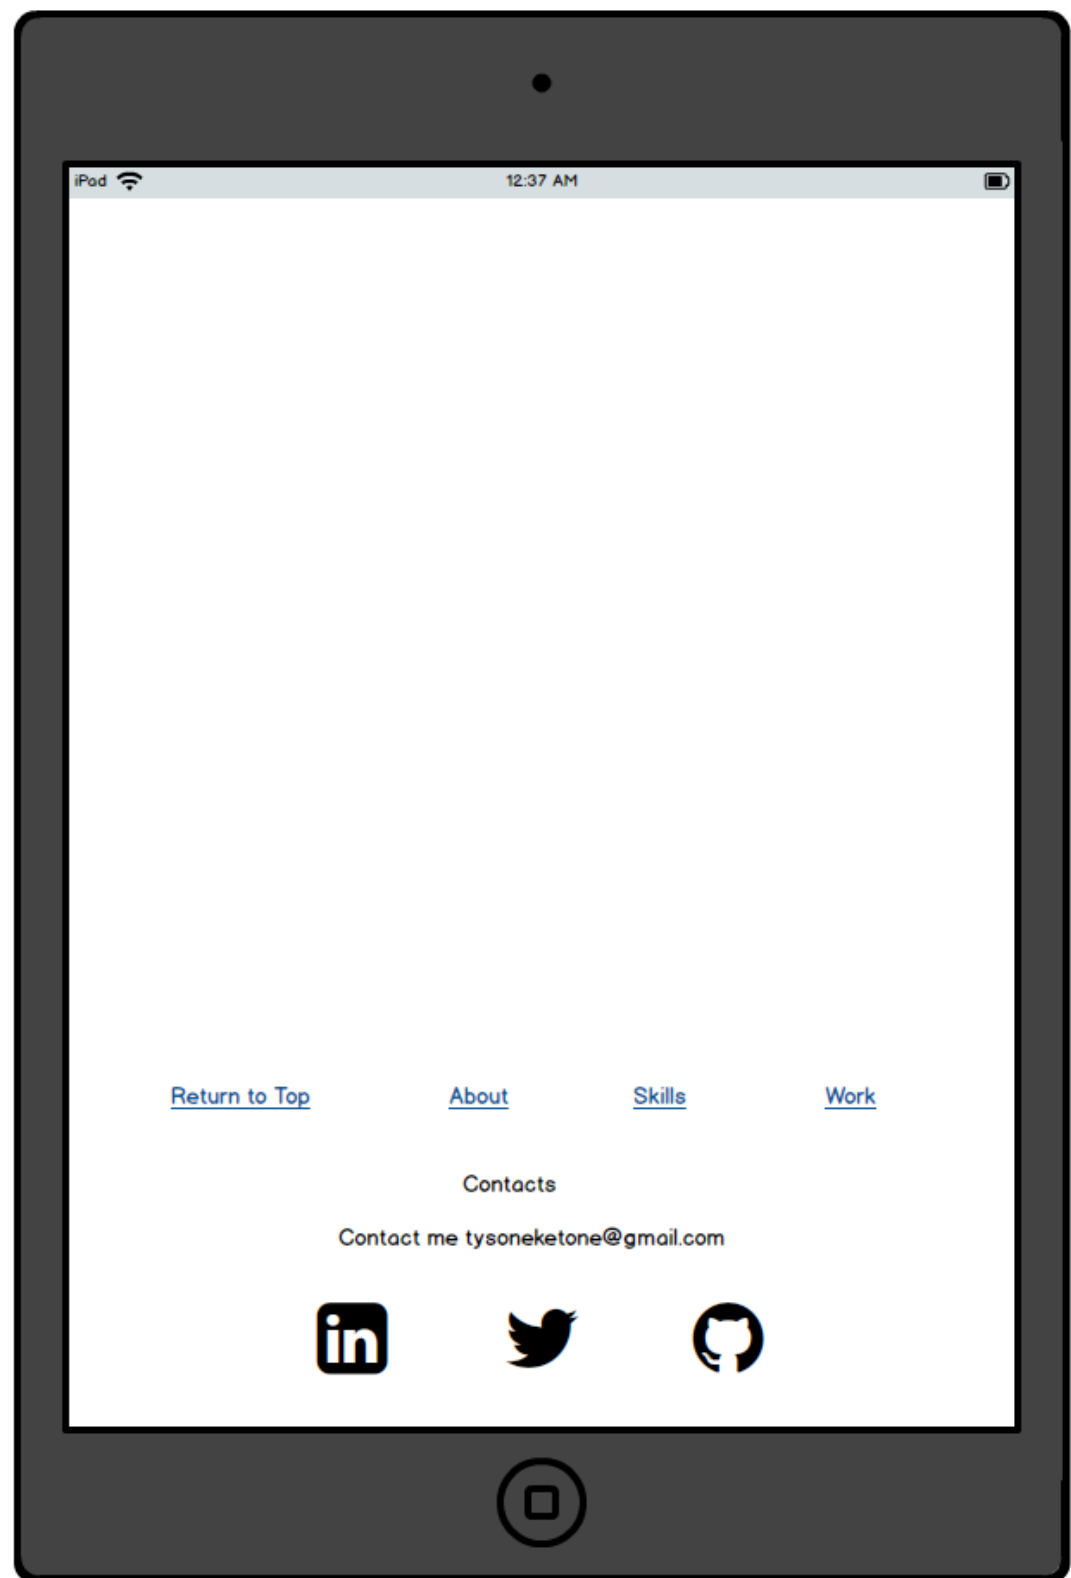 iPad 12:37 AM
Return to Top About Skills Work
Contacts
Contact me tysoneketone@gmail.com
in